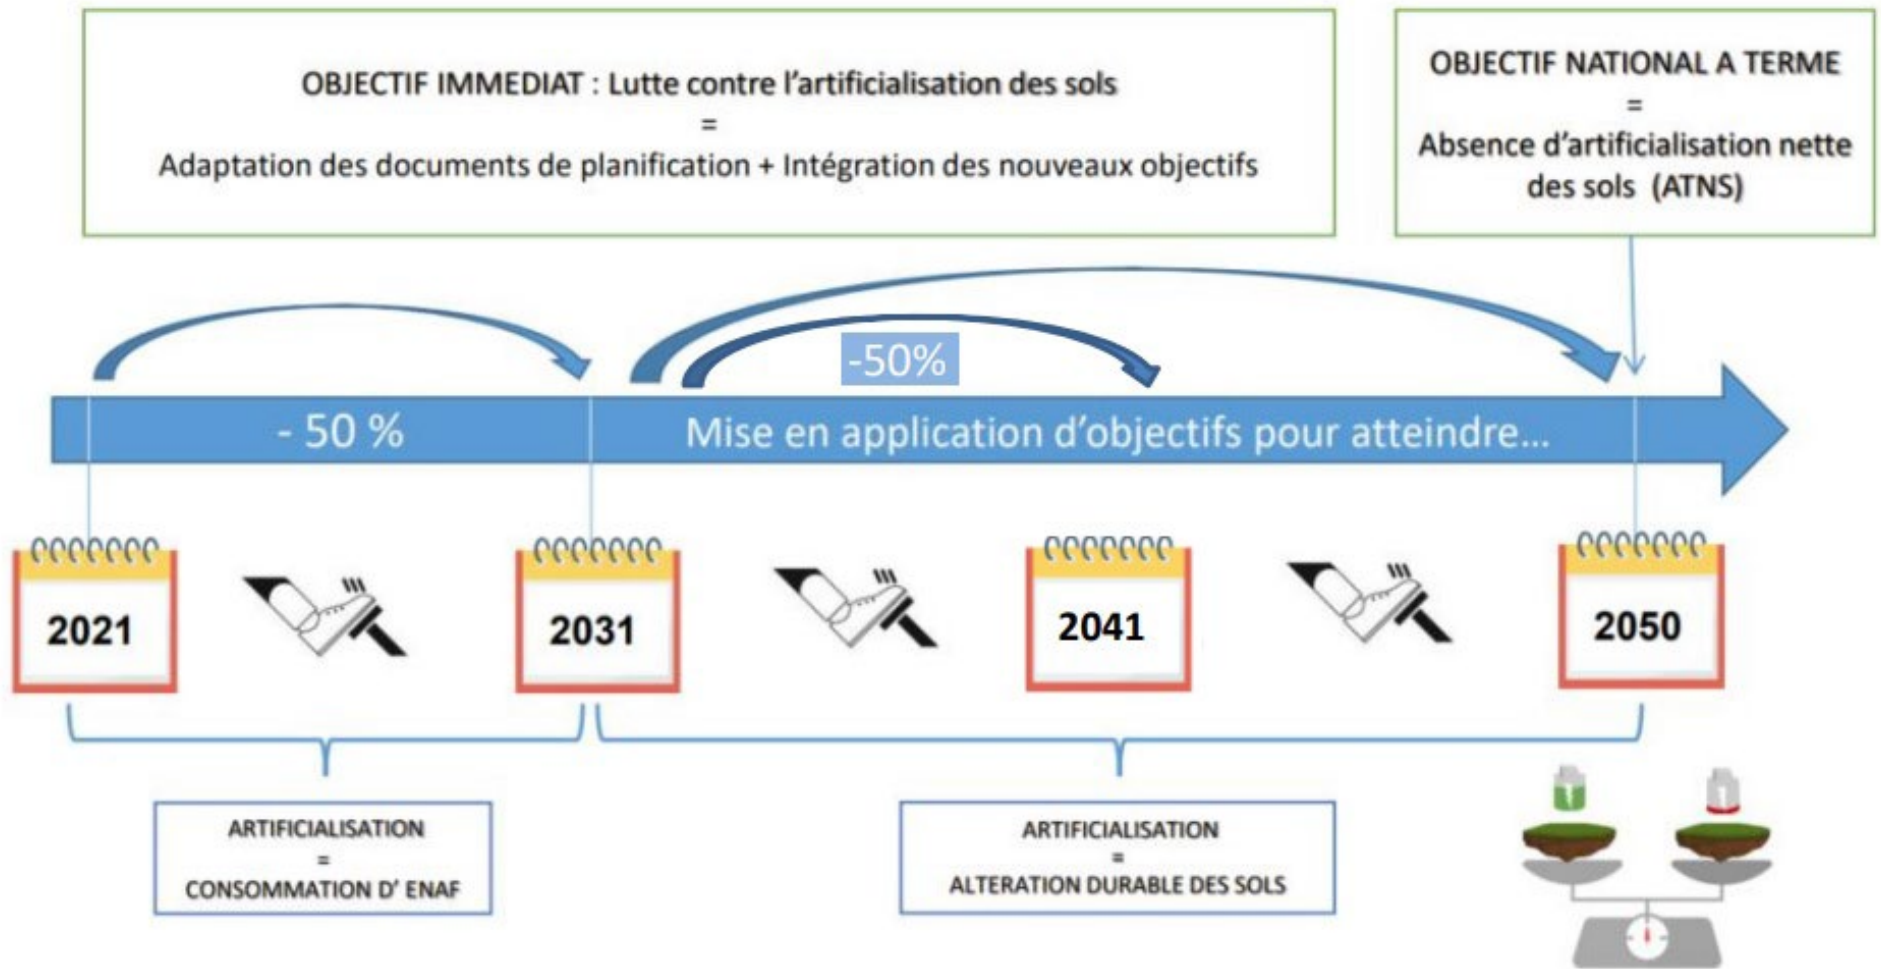 OBJECTIF IMMEDIAT : Lutte contre l'artificialisation des sols
=
Adaptation des documents de planification + Intégration des nouveaux objectifs
OBJECTIF NATIONAL A TERME
=
Absence d'artificialisation nette
des sols (ATNS)
-50%
- 50 %
Mise en application d'objectifs pour atteindre...
2021
2031
2041
2050
ARTIFICIALISATION
=
CONSOMMATION D' ENAF
ARTIFICIALISATION
=
ALTERATION DURABLE DES SOLS